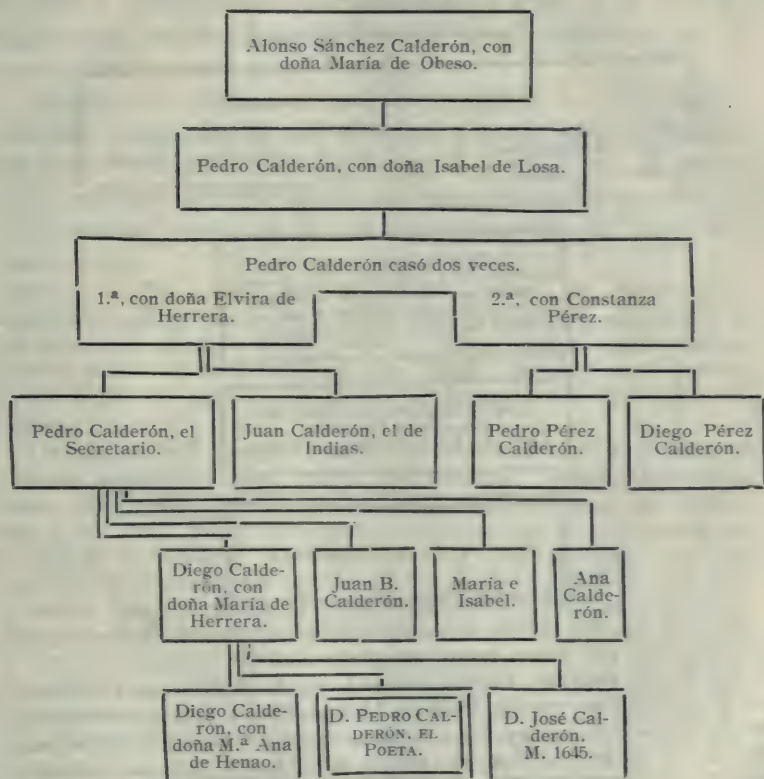 Alonso Sánchez Calderón, con
doña María de Obeso.
Pedro Calderón, con doña Isabel de Losa.
Pedro Calderón casó dos veces.
1.ª, con doña Elvira de
Herrera.
2.ª, con Constanza
Pérez.
Pedro Calderón, el
Secretario.
Juan Calderón, el de
Indias.
Pedro Pérez
Calderón.
Diego Pérez
Calderón.
Diego Calde-
rón, con
doña María de
Herrera.
Juan B.
Calderón.
María e
Isabel.
Ana
Calde-
rón.
Diego Calde-
rón, con
doña M.ª Ana
de Henao.
D. PEDRO CAL-
DERÓN, EL
POETA.
D. José Cal-
derón.
M. 1645.